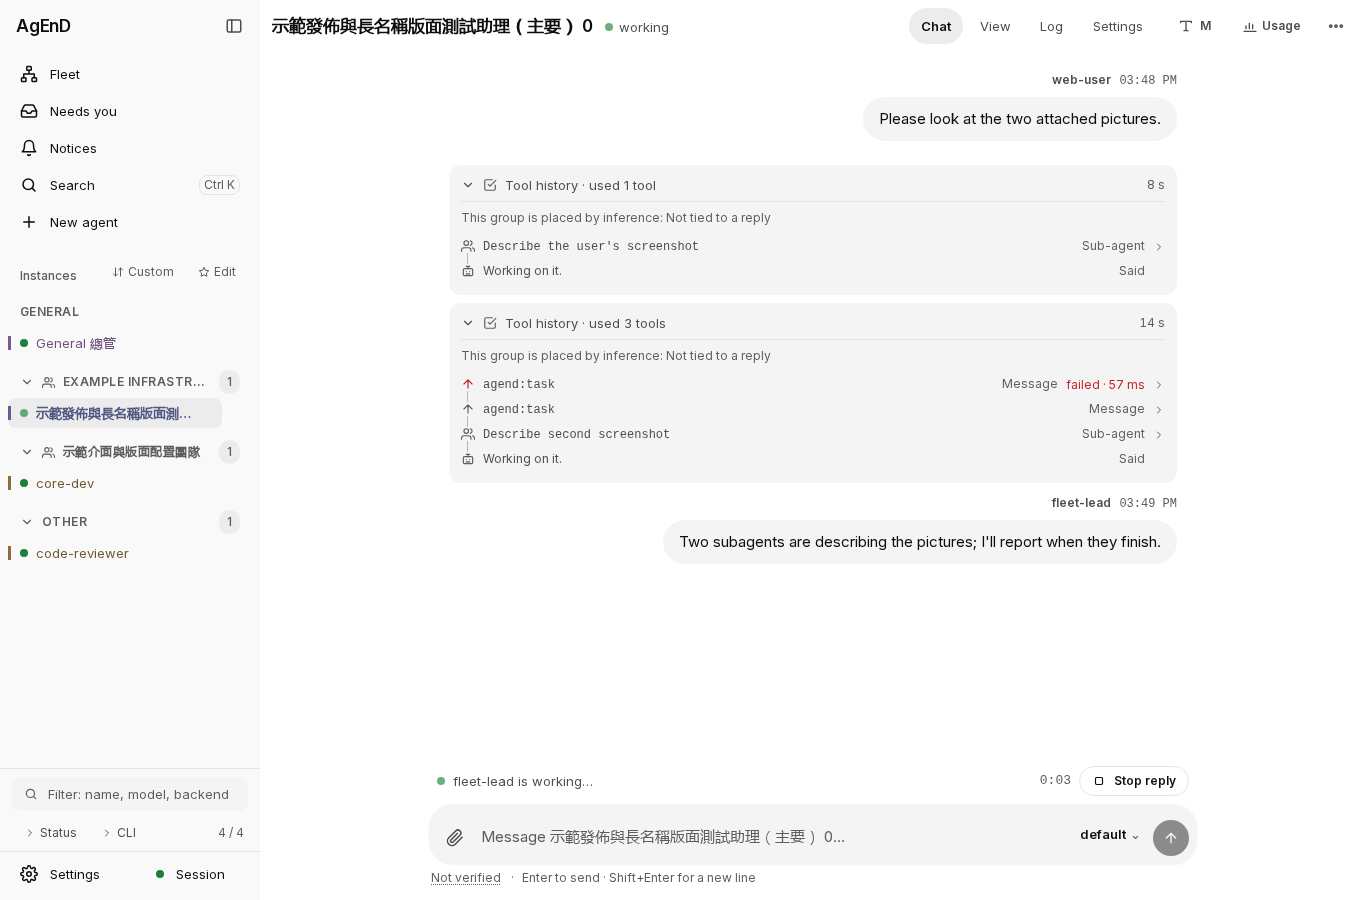 AgEnD
Fleet
Needs you
Notices
Search Ctrl K
New agent
Instances Custom Edit
GENERAL
General 總管
EXAMPLE INFRASTR... 1
示範發佈與長名稱版面測...
示範介面與版面配置團隊 1
core-dev
OTHER 1
code-reviewer
Filter: name, model, backend
Status CLI 4 / 4
Settings Session
示範發佈與長名稱版面測試助理（主要）0 working
Chat View Log Settings M Usage
web-user 03:48 PM
Please look at the two attached pictures.
Tool history · used 1 tool 8 s
This group is placed by inference: Not tied to a reply
Describe the user's screenshot Sub-agent
Working on it. Said
Tool history · used 3 tools 14 s
This group is placed by inference: Not tied to a reply
agend:task Message failed · 57 ms
agend:task Message
Describe second screenshot Sub-agent
Working on it. Said
fleet-lead 03:49 PM
Two subagents are describing the pictures; I'll report when they finish.
fleet-lead is working... 0:03 Stop reply
Message 示範發佈與長名稱版面測試助理（主要）0... default
Not verified · Enter to send · Shift+Enter for a new line